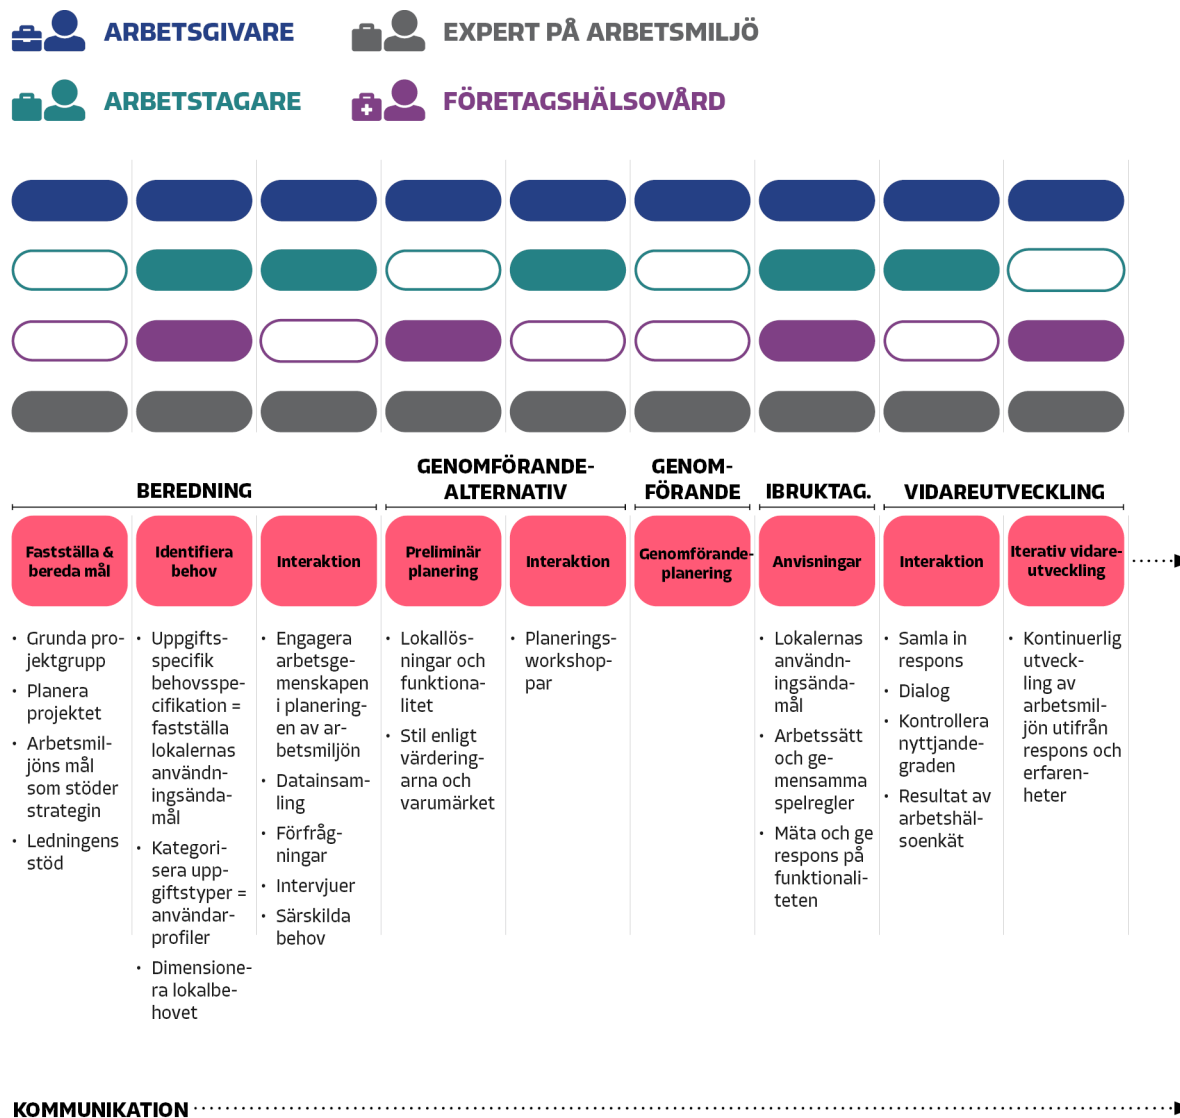 ARBETSGIVARE
EXPERT PÅ ARBETSMILJÖ
ARBETSTAGARE
FÖRETAGSHÄLSOVÅRD
BEREDNING
GENOMFÖRANDE-
ALTERNATIV
GENOM-
FÖRANDE
IBRUKTAG.
VIDAREUTVECKLING
Fastställa &
bereda mål
Identifiera
behov
Interaktion
Preliminär
planering
Interaktion
Genomförande-
planering
Anvisningar
Interaktion
Iterativ vidare-
utveckling
• Grunda pro-
jektgrupp
• Planera
projektet
• Arbetsmil-
jöns mål
som stöder
strategin
• Ledningens
stöd
• Uppgifts-
specifik
behovsspe-
cifikation =
fastställa
lokalernas
användn-
ingsända-
mål
• Kategori-
sera upp-
giftstyper =
användar-
profiler
• Dimensione-
ra lokalbe-
hovet
• Engagera
arbetsge-
menskapen
i planering-
en av ar-
betsmiljön
• Datainsam-
ling
• Förfråg-
ningar
• Intervjuer
• Särskilda
behov
• Lokallös-
ningar och
funktiona-
litet
• Stil enligt
värdering-
arna och
varumärket
• Planerings-
workshop-
par
• Lokalernas
användn-
ingsända-
mål
• Arbetssätt
och ge-
mensamma
spelregler
• Mäta och ge
respons på
funktionali-
teten
• Samla in
respons
• Dialog
• Kontrollera
nyttjande-
graden
• Resultat av
arbetshäl-
soenkät
• Kontinuerlig
utveck-
ling av
arbetsmil-
jön utifrån
respons och
erfaren-
heter
KOMMUNIKATION